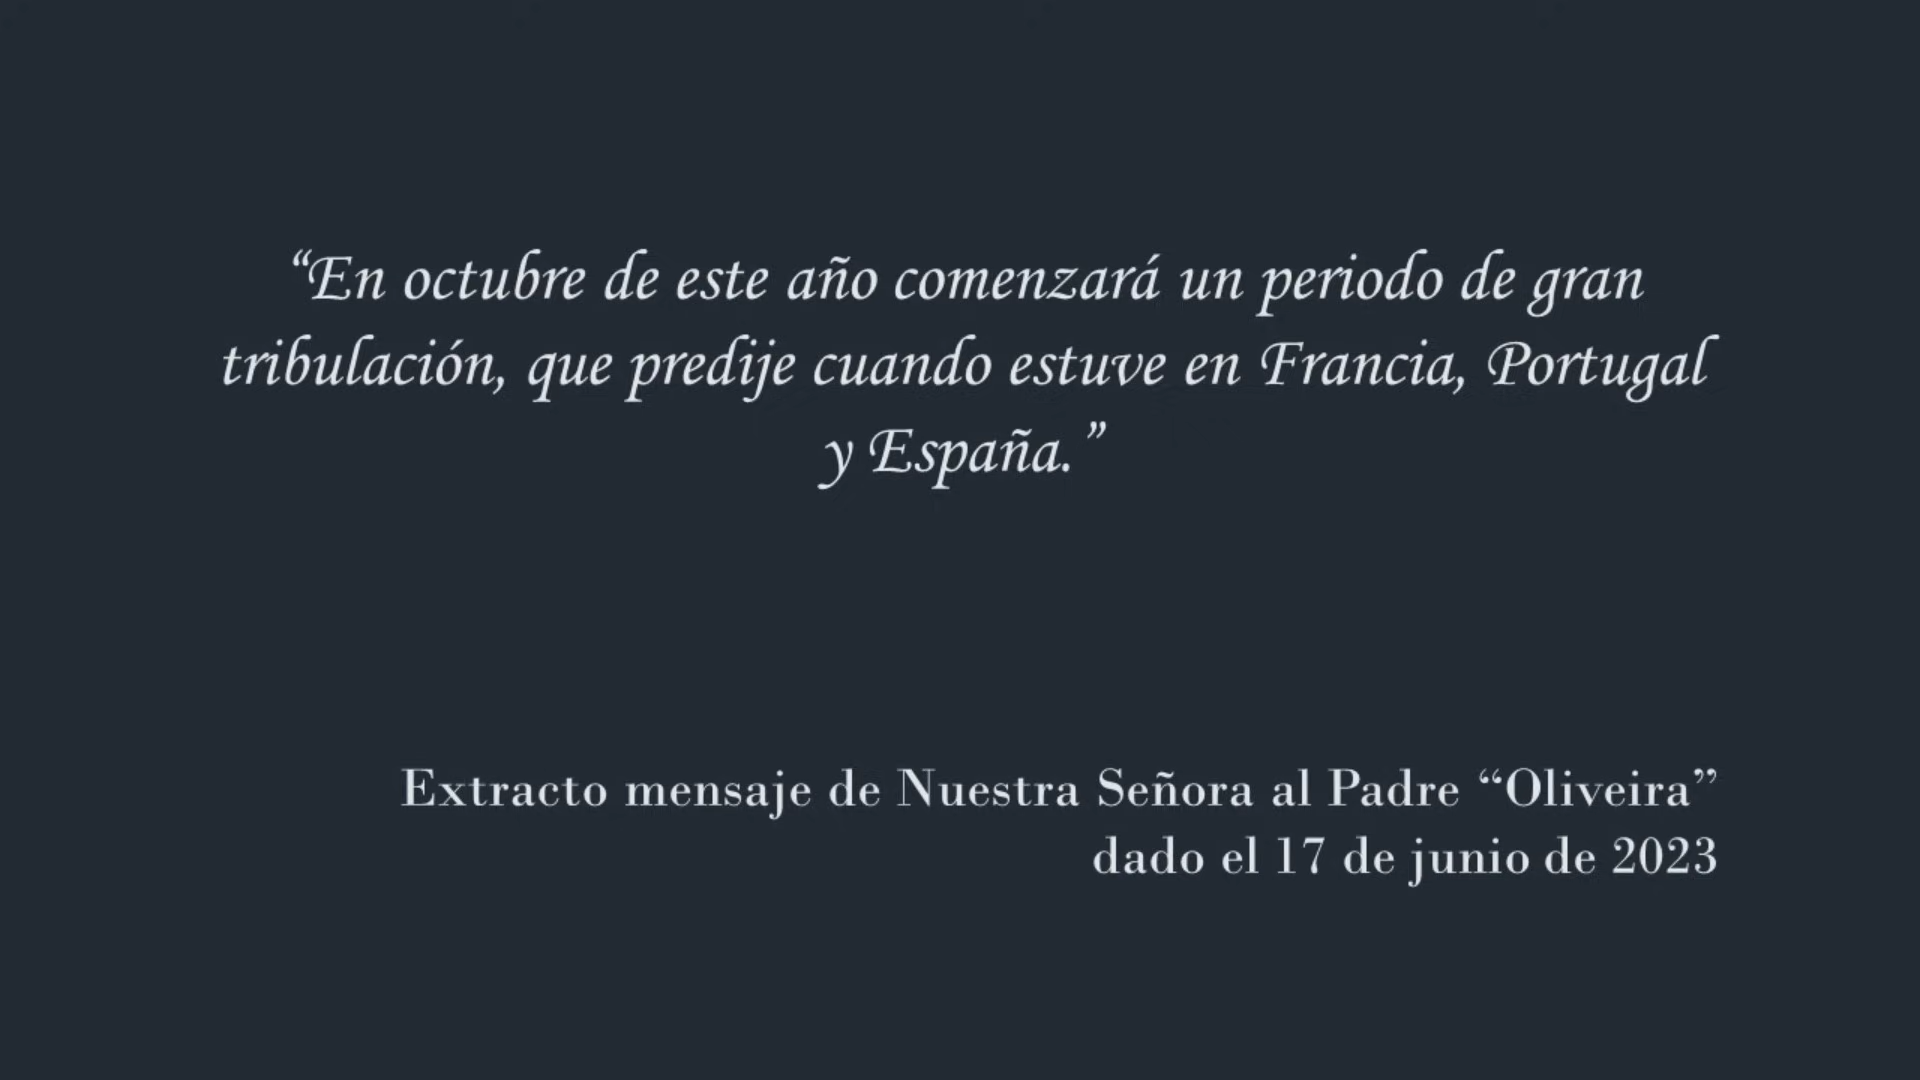 “En octubre de este año comenzará un periodo de gran
tribulación, que predije cuando estuve en Francia, Portugal
y España.”
Extracto mensaje de Nuestra Señora al Padre “Oliveira”
dado el 17 de junio de 2023